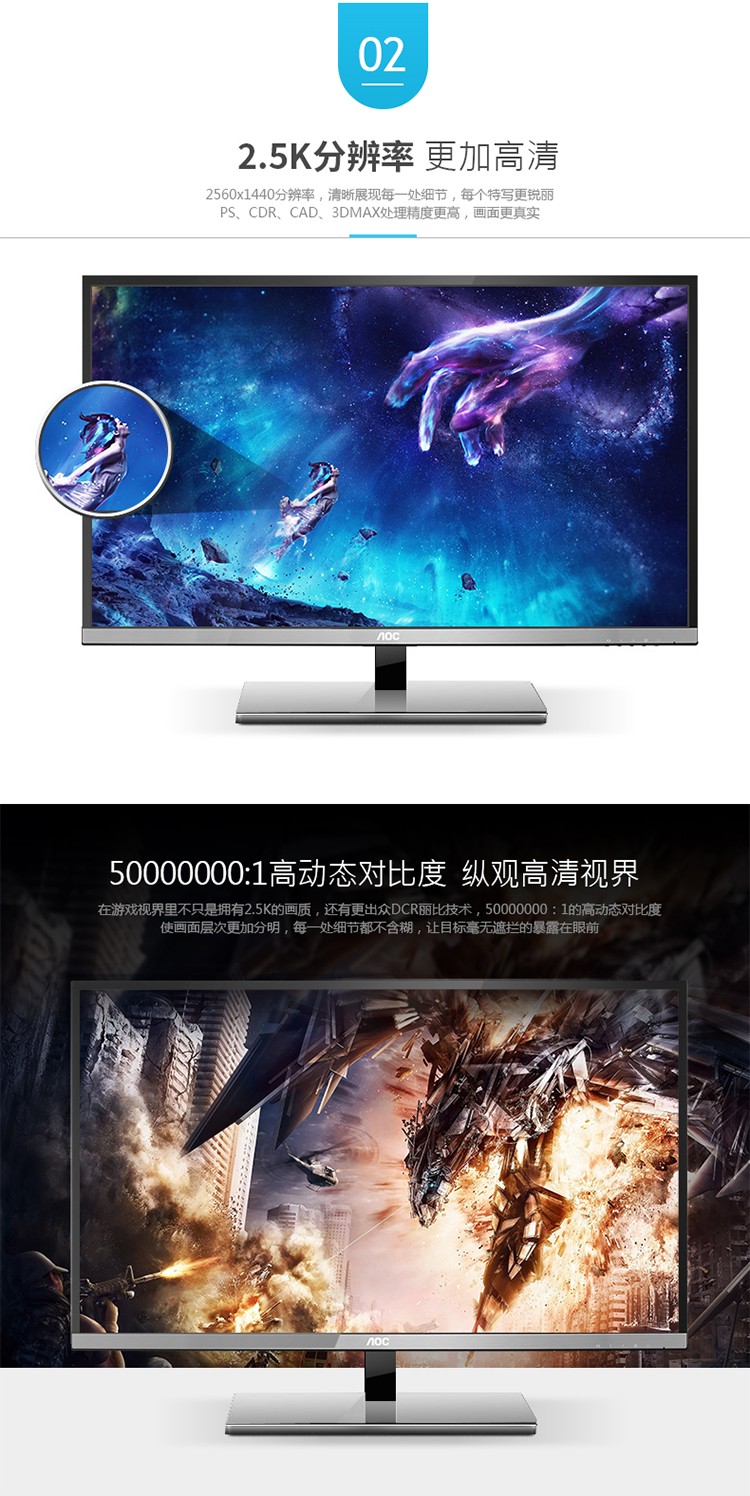 02
2.5K分辨率 更加高清
2560x1440分辨率，清晰展现每一处细节，每个特写更锐丽
PS、CDR、CAD、3DMAX处理精度更高，画面更真实
AOC
50000000:1高动态对比度 纵观高清视界
在游戏视界里不只是拥有2.5K的画质，还有更出众DCR丽比技术，50000000：1的高动态对比度
使画面层次更加分明，每一处细节都不含糊，让目标毫无遮拦的暴露在眼前
AOC